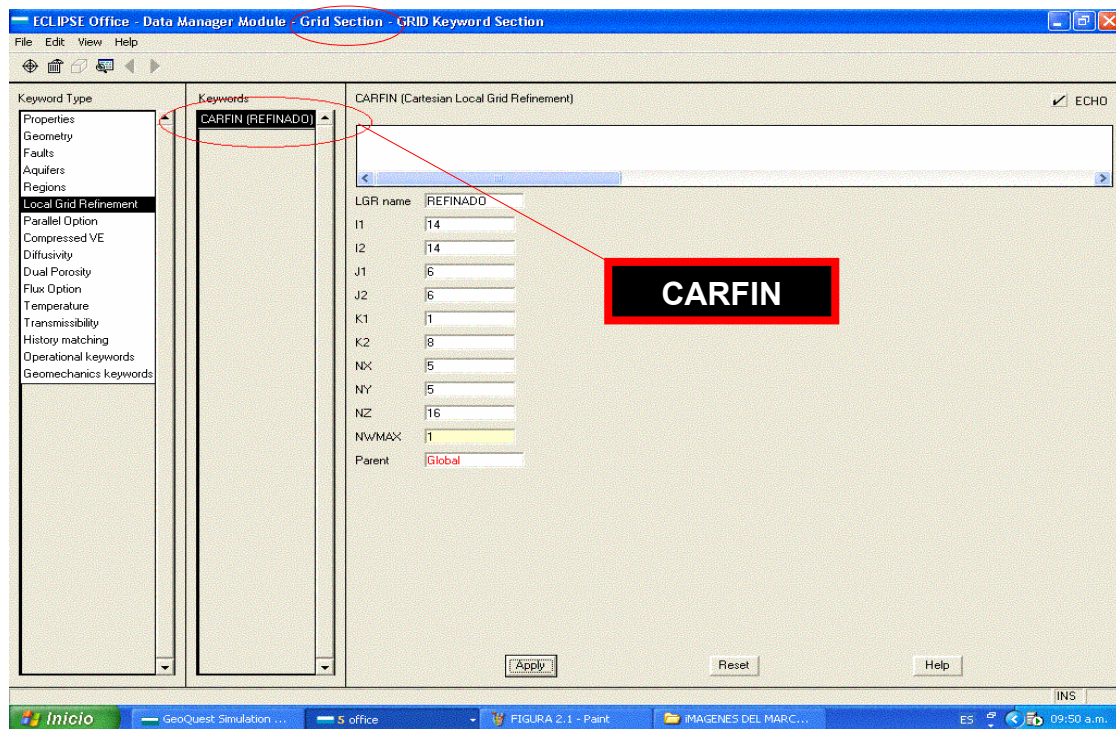 ECLIPSE Office - Data Manager Module - Grid Section - GRID Keyword Section
File Edit View Help
Keyword Type
Keywords
CARFIN (Cartesian Local Grid Refinement)
ECHO
Properties
Geometry
Faults
Aquifers
Regions
Local Grid Refinement
Parallel Option
Compressed VE
Diffusivity
Dual Porosity
Flux Option
Temperature
Transmissibility
History matching
Operational keywords
Geomechanics keywords
CARFIN (REFINADO)
LGR name REFINADO
I1 14
I2 14
J1 6
J2 6
K1 1
K2 8
NX 5
NY 5
NZ 16
NWMAX 1
Parent Global
CARFIN
Apply Reset Help
INS
Inicio GeoQuest Simulation ... 5 office FIGURA 2.1 - Paint iMAGENES DEL MARC... ES 09:50 a.m.